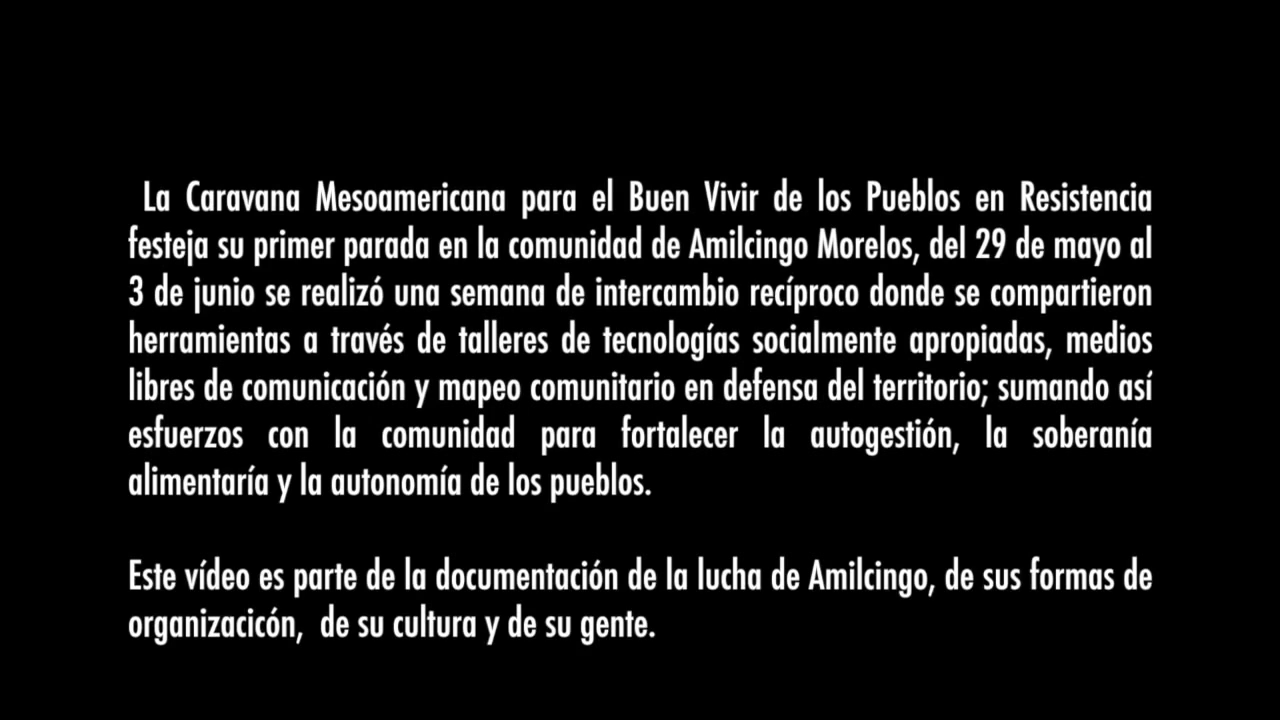 La Caravana Mesoamericana para el Buen Vivir de los Pueblos en Resistencia
festeja su primer parada en la comunidad de Amilcingo Morelos, del 29 de mayo al
3 de junio se realizó una semana de intercambio recíproco donde se compartieron
herramientas a través de talleres de tecnologías socialmente apropiadas, medios
libres de comunicación y mapeo comunitario en defensa del territorio; sumando así
esfuerzos con la comunidad para fortalecer la autogestión, la soberanía
alimentaría y la autonomía de los pueblos.
Este vídeo es parte de la documentación de la lucha de Amilcingo, de sus formas de
organizacicón, de su cultura y de su gente.